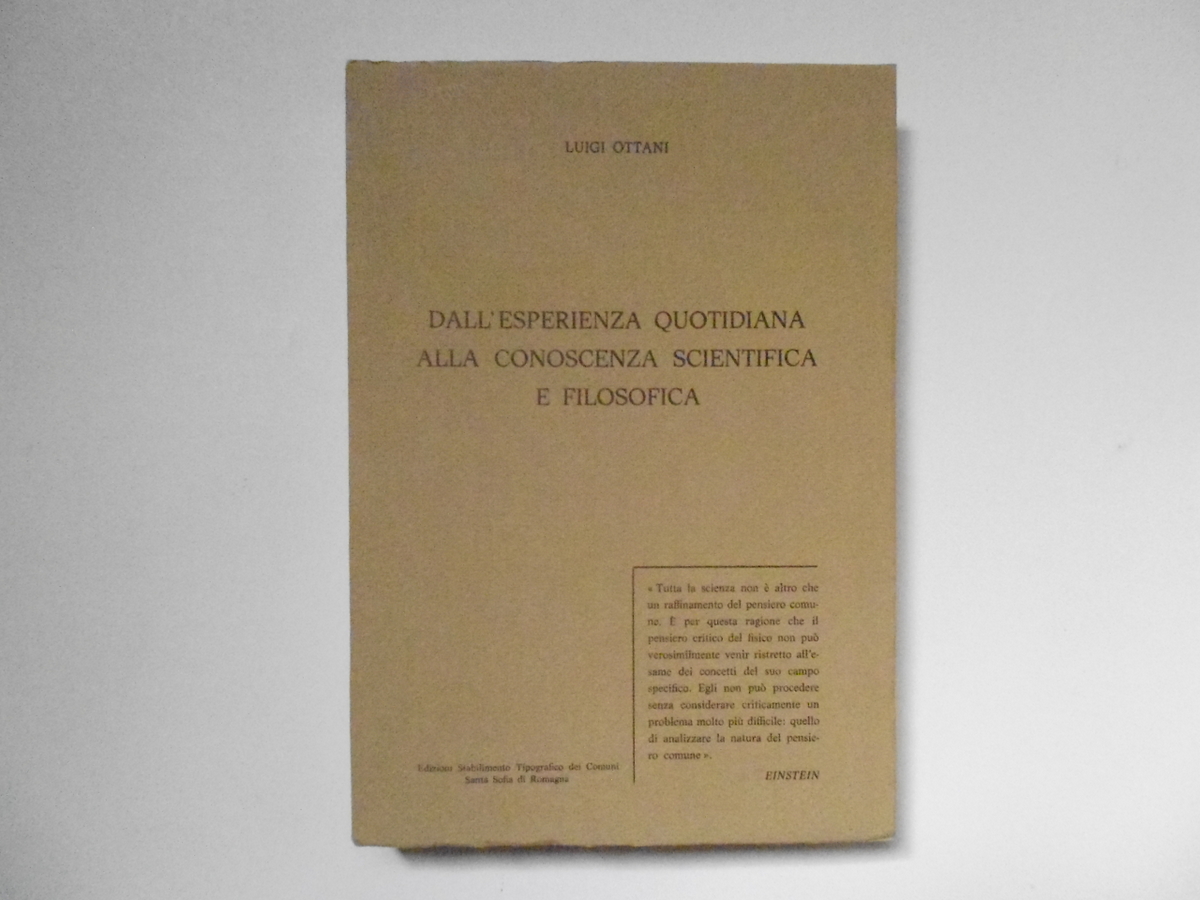 LUIGI OTTANI
DALL'ESPERIENZA QUOTIDIANA
ALLA CONOSCENZA SCIENTIFICA
E FILOSOFICA
« Tutta la scienza non è altro che
un raffinamento del pensiero comu-
ne. È per questa ragione che il
pensiero critico del fisico non può
verosimilmente venir ristretto all'e-
same dei concetti del suo campo
specifico. Egli non può procedere
senza considerare criticamente un
problema molto più difficile: quello
di analizzare la natura del pensie-
ro comune ».
EINSTEIN
Edizioni Stabilimento Tipografico dei Comuni
Santa Sofia di Romagna